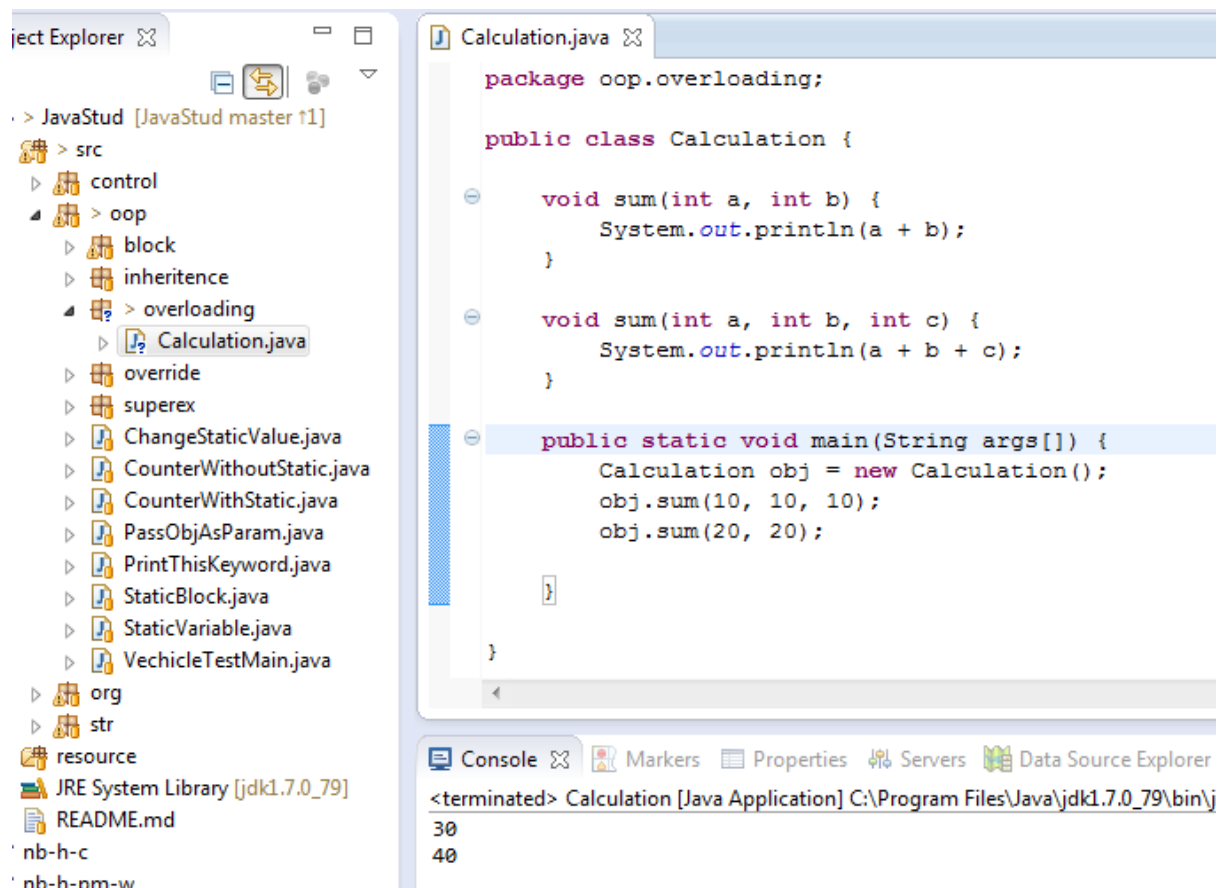 ject Explorer
> JavaStud [JavaStud master ↑1]
> src
control
> oop
block
inheritence
> overloading
Calculation.java
override
superex
ChangeStaticValue.java
CounterWithoutStatic.java
CounterWithStatic.java
PassObjAsParam.java
PrintThisKeyword.java
StaticBlock.java
StaticVariable.java
VechicleTestMain.java
org
str
resource
JRE System Library [jdk1.7.0_79]
README.md
nb-h-c
nb-h-pm-w
Calculation.java
package oop.overloading;
public class Calculation {
void sum(int a, int b) {
System.out.println(a + b);
}
void sum(int a, int b, int c) {
System.out.println(a + b + c);
}
public static void main(String args[]) {
Calculation obj = new Calculation();
obj.sum(10, 10, 10);
obj.sum(20, 20);
}
}
Console Markers Properties Servers Data Source Explorer
<terminated> Calculation [Java Application] C:\Program Files\Java\jdk1.7.0_79\bin\j
30
40